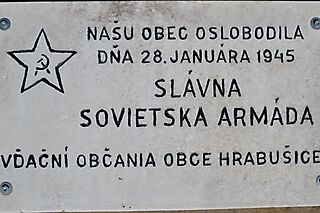 NAŠU OBEC OSLOBODILA
DŇA 28. JANUÁRA 1945
SLÁVNA
SOVIETSKA ARMÁDA
VĎAČNÍ OBČANIA OBCE HRABUŠICE